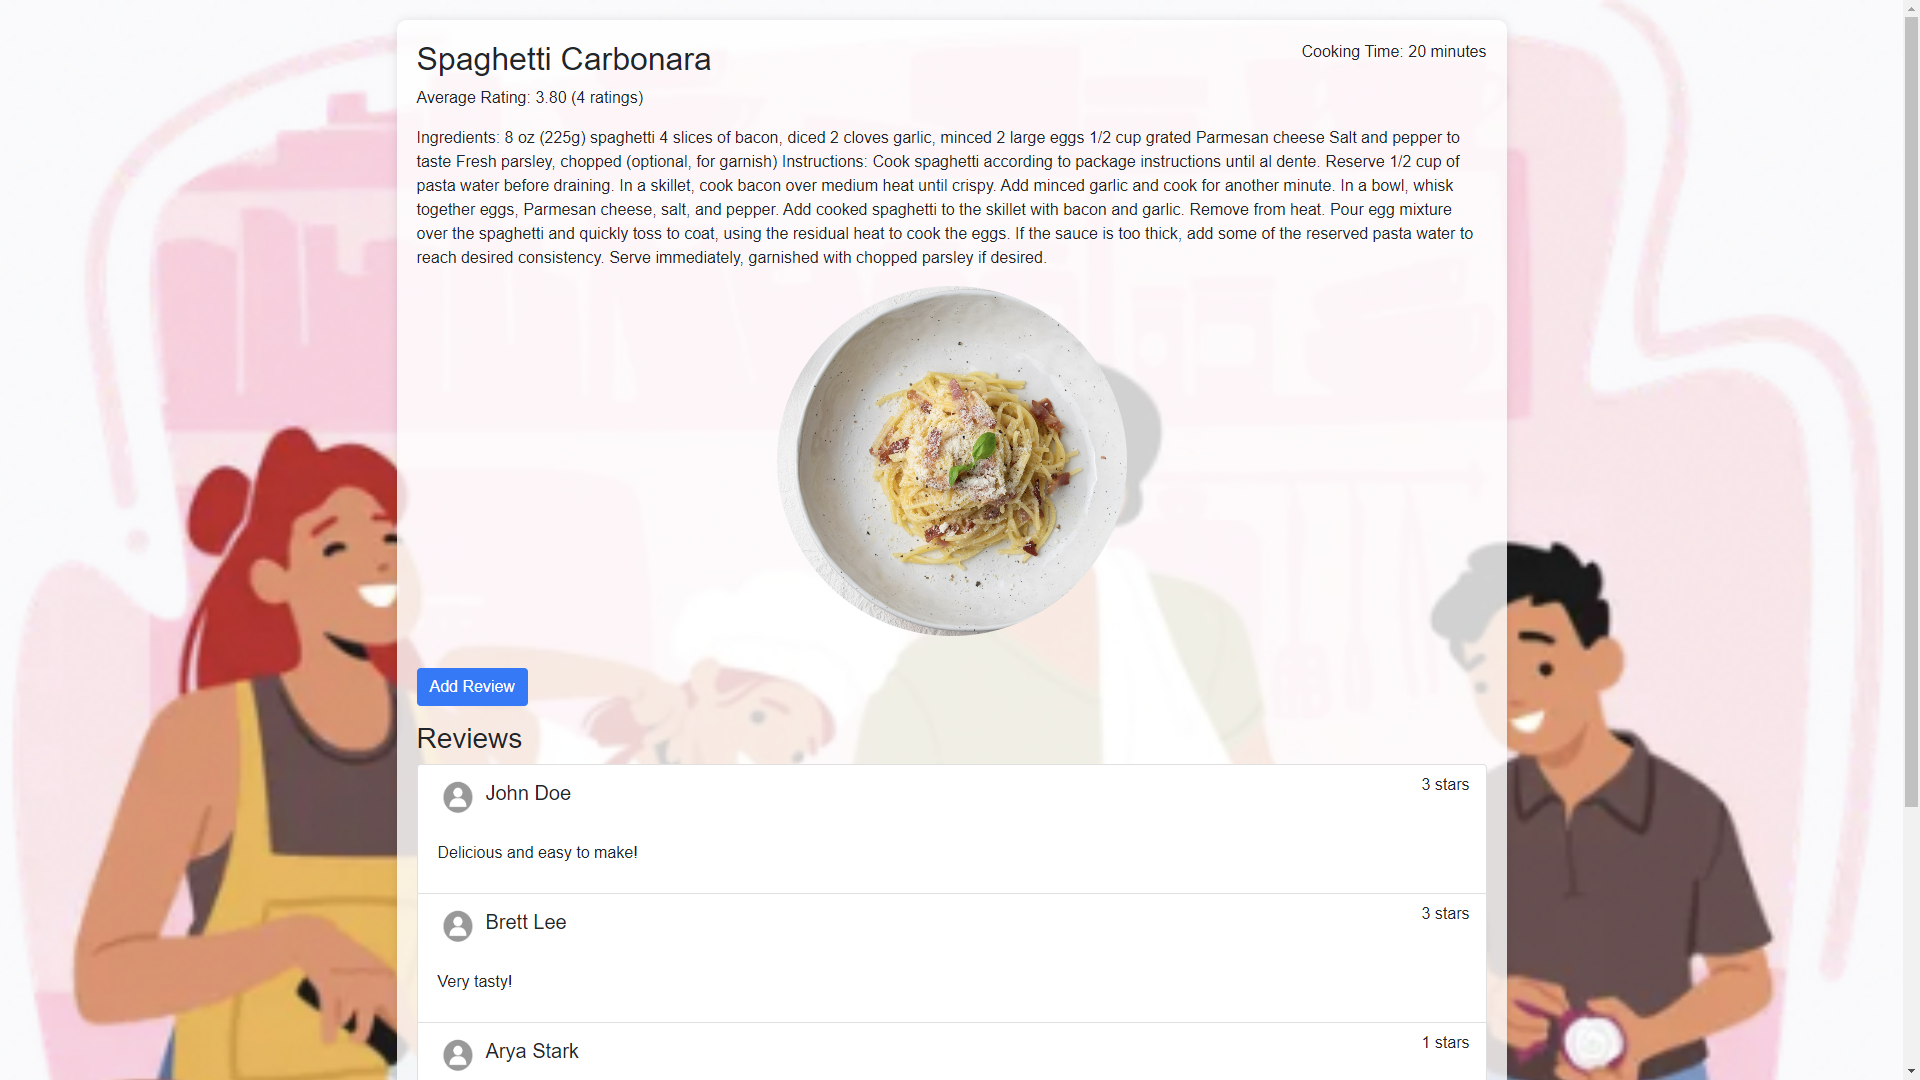 Spaghetti Carbonara
Cooking Time: 20 minutes
Average Rating: 3.80 (4 ratings)
Ingredients: 8 oz (225g) spaghetti 4 slices of bacon, diced 2 cloves garlic, minced 2 large eggs 1/2 cup grated Parmesan cheese Salt and pepper to
taste Fresh parsley, chopped (optional, for garnish) Instructions: Cook spaghetti according to package instructions until al dente. Reserve 1/2 cup of
pasta water before draining. In a skillet, cook bacon over medium heat until crispy. Add minced garlic and cook for another minute. In a bowl, whisk
together eggs, Parmesan cheese, salt, and pepper. Add cooked spaghetti to the skillet with bacon and garlic. Remove from heat. Pour egg mixture
over the spaghetti and quickly toss to coat, using the residual heat to cook the eggs. If the sauce is too thick, add some of the reserved pasta water to
reach desired consistency. Serve immediately, garnished with chopped parsley if desired.
Add Review
Reviews
John Doe
3 stars
Delicious and easy to make!
Brett Lee
3 stars
Very tasty!
Arya Stark
1 stars